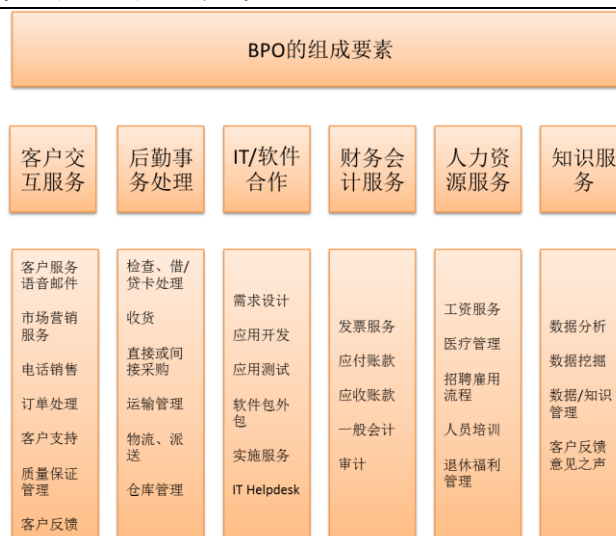 BPO的组成要素
客户交
互服务
后勤事
务处理
IT/软件
合作
财务会
计服务
人力资
源服务
知识服
务
客户服务
语音邮件
市场营销
服务
电话销售
订单处理
客户支持
质量保证
管理
客户反馈
检查、借/
贷卡处理
收货
直接或间
接采购
运输管理
物流、派
送
仓库管理
需求设计
应用开发
应用测试
软件包外
包
实施服务
IT Helpdesk
发票服务
应付账款
应收账款
一般会计
审计
工资服务
医疗管理
招聘雇用
流程
人员培训
退休福利
管理
数据分析
数据挖掘
数据/知识
管理
客户反馈
意见之声